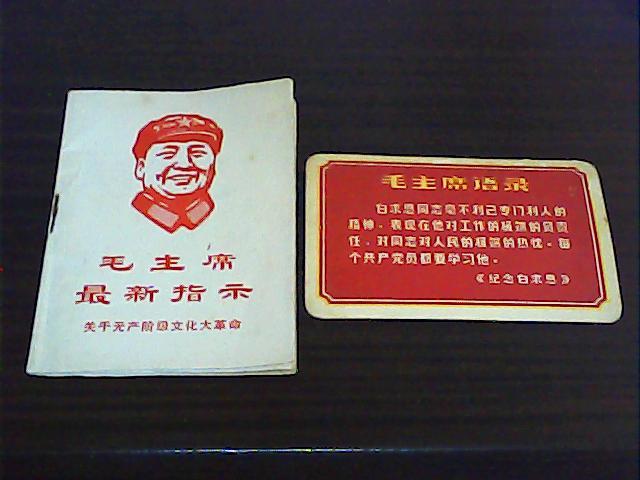 毛主席
最新指示
关于无产阶级文化大革命
毛主席语录
白求恩同志毫不利己专门利人的
精神，表现在他对工作的极端的负责
任，对同志对人民的极端的热忱。每
个共产党员都要学习他。
《纪念白求恩》